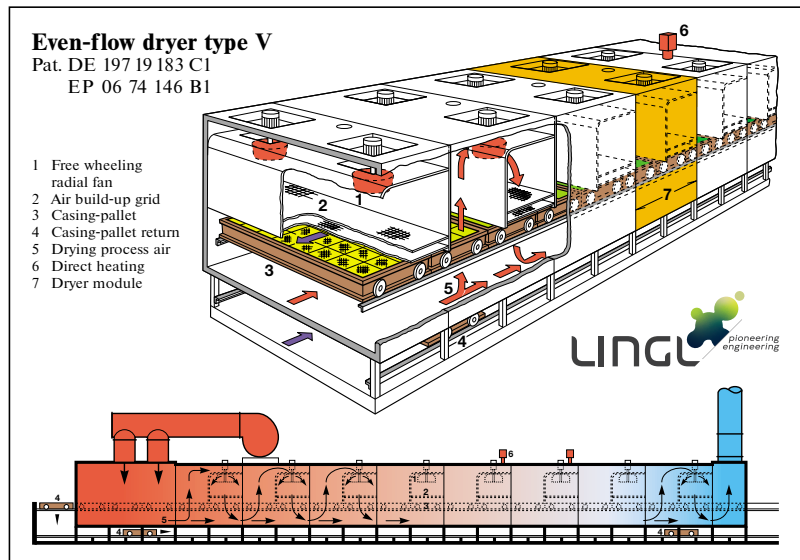 Even-flow dryer type V
Pat. DE 197 19 183 C1
EP 06 74 146 B1
1 Free wheeling
radial fan
2 Air build-up grid
3 Casing-pallet
4 Casing-pallet return
5 Drying process air
6 Direct heating
7 Dryer module
6
1
2
7
3
5
4
LINGL
pioneering
engineering
6
4
2
3
5
4
4